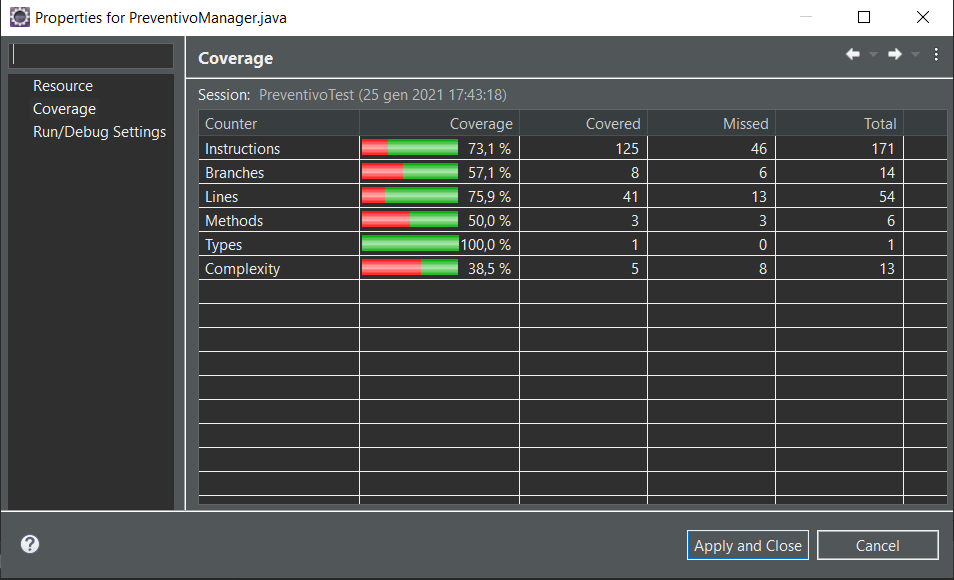 Properties for PreventivoManager.java
Resource
Coverage
Run/Debug Settings
Coverage
Session: PreventivoTest (25 gen 2021 17:43:18)
Counter Coverage Covered Missed Total
Instructions 73,1 % 125 46 171
Branches 57,1 % 8 6 14
Lines 75,9 % 41 13 54
Methods 50,0 % 3 3 6
Types 100,0 % 1 0 1
Complexity 38,5 % 5 8 13
?
Apply and Close Cancel